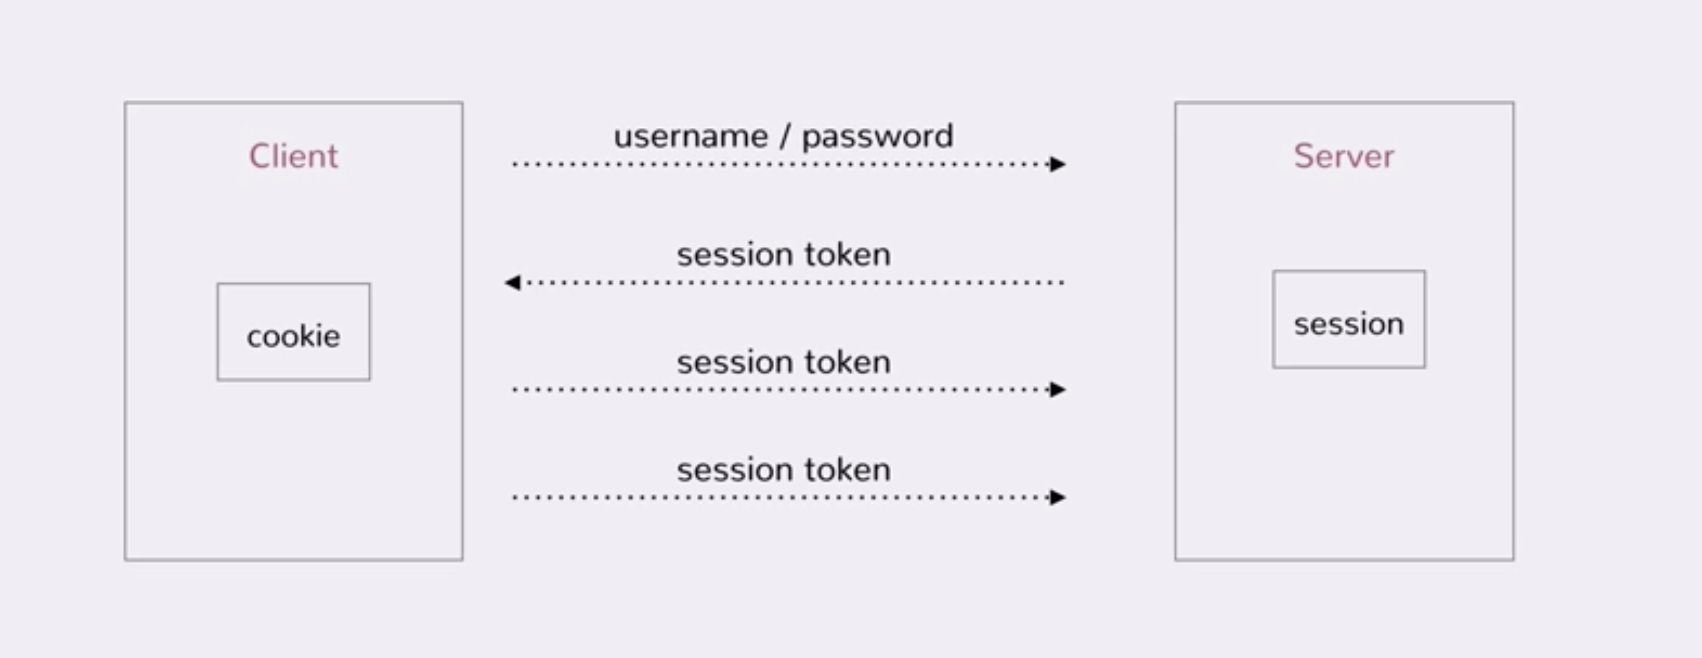 Client
username / password
Server
session token
cookie
session
session token
session token